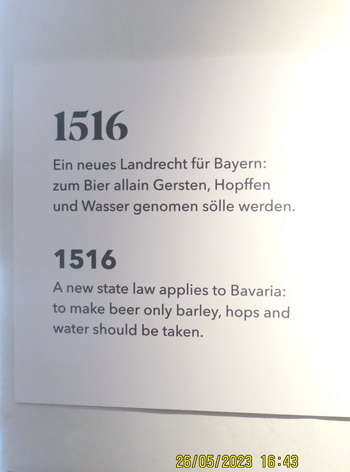 1516
Ein neues Landrecht für Bayern:
zum Bier allain Gersten, Hopffen
und Wasser genomen sölle werden.
1516
A new state law applies to Bavaria:
to make beer only barley, hops and
water should be taken.
26/05/2023 16:43